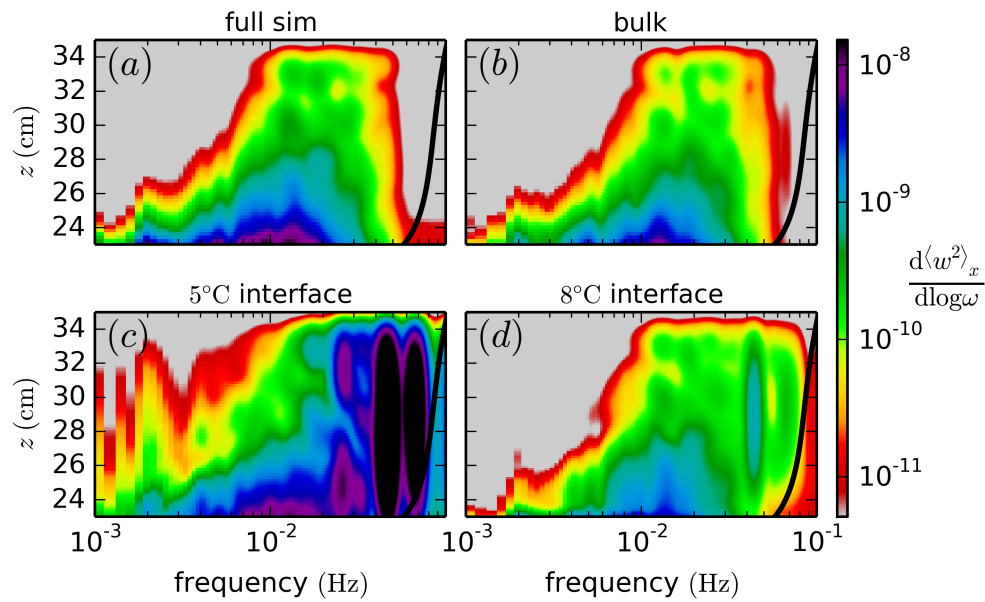 full sim
bulk
(a)
(b)
34
32
30
28
26
24
z (cm)
5°C interface
8°C interface
(c)
(d)
34
32
30
28
26
24
z (cm)
10⁻³
10⁻²
10⁻³
10⁻²
10⁻¹
frequency (Hz)
frequency (Hz)
10⁻⁸
10⁻⁹
10⁻¹⁰
10⁻¹¹
d⟨w²⟩ₓ
dlogω